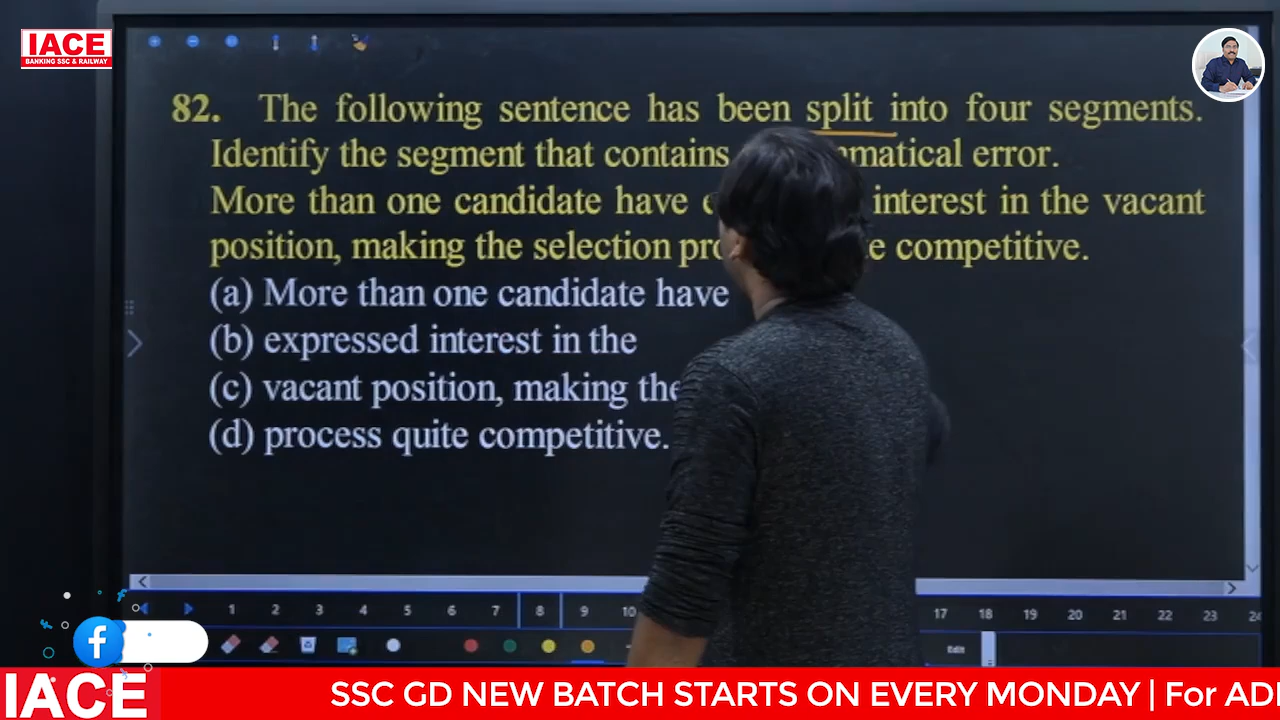 IACE
BANKING SSC & RAILWAY
82. The following sentence has been split into four segments.
Identify the segment that contains error.
More than one candidate have interest in the vacant
position, making the selection competitive.
(a) More than one candidate have
(b) expressed interest in the
(c) vacant position, making the
(d) process quite competitive.
1 2 3 4 5 6 7 8 9 10 17 18 19 20 21 22 23
Edit
f
IACE
SSC GD NEW BATCH STARTS ON EVERY MONDAY | For